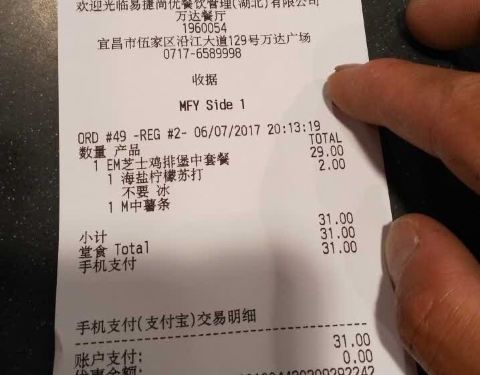 欢迎光临易捷尚优餐饮管理(湖北)有限公司
万达餐厅
1960054
宜昌市伍家区沿江大道129号万达广场
0717-6589998
收据
MFY Side 1
ORD #49 -REG #2- 06/07/2017 20:13:19
数量 产品 TOTAL
1 EM芝士鸡排堡中套餐 29.00
1 海盐柠檬苏打 2.00
不要 冰
1 M中薯条
31.00
小计 31.00
堂食 Total 31.00
手机支付
手机支付(支付宝)交易明细
账户支付: 31.00
优惠金额: 0.00